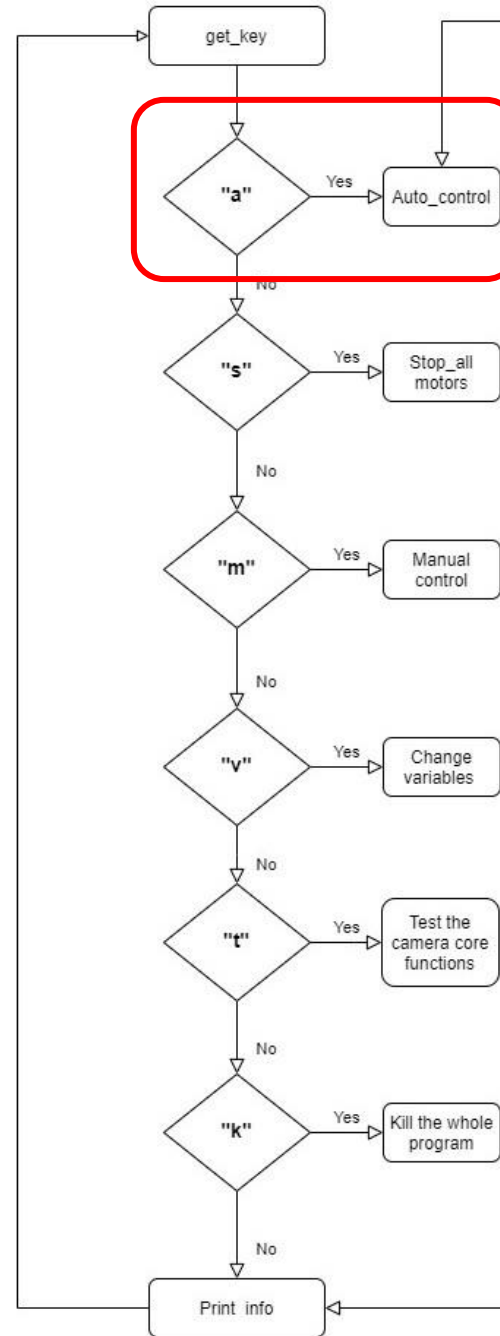 get_key
"a"
Yes
Auto_control
No
"s"
Yes
Stop_all
motors
No
"m"
Yes
Manual
control
No
"v"
Yes
Change
variables
No
"t"
Yes
Test the
camera core
functions
No
"k"
Yes
Kill the whole
program
No
Print info